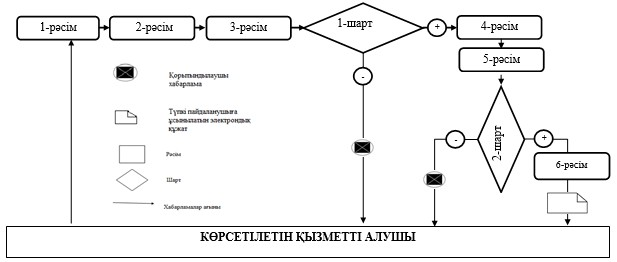 1-рәсім
2-рәсім
3-рәсім
1-шарт
+
4-рәсім
5-рәсім
-
-
2-шарт
+
6-рәсім
Қорытындылаушы
хабарлама
Түпкі пайдаланушыға
ұсынылатын электрондық
құжат
Рәсім
Шарт
Хабарламалар ағыны
КӨРСЕТІЛЕТІН ҚЫЗМЕТТІ АЛУШЫ